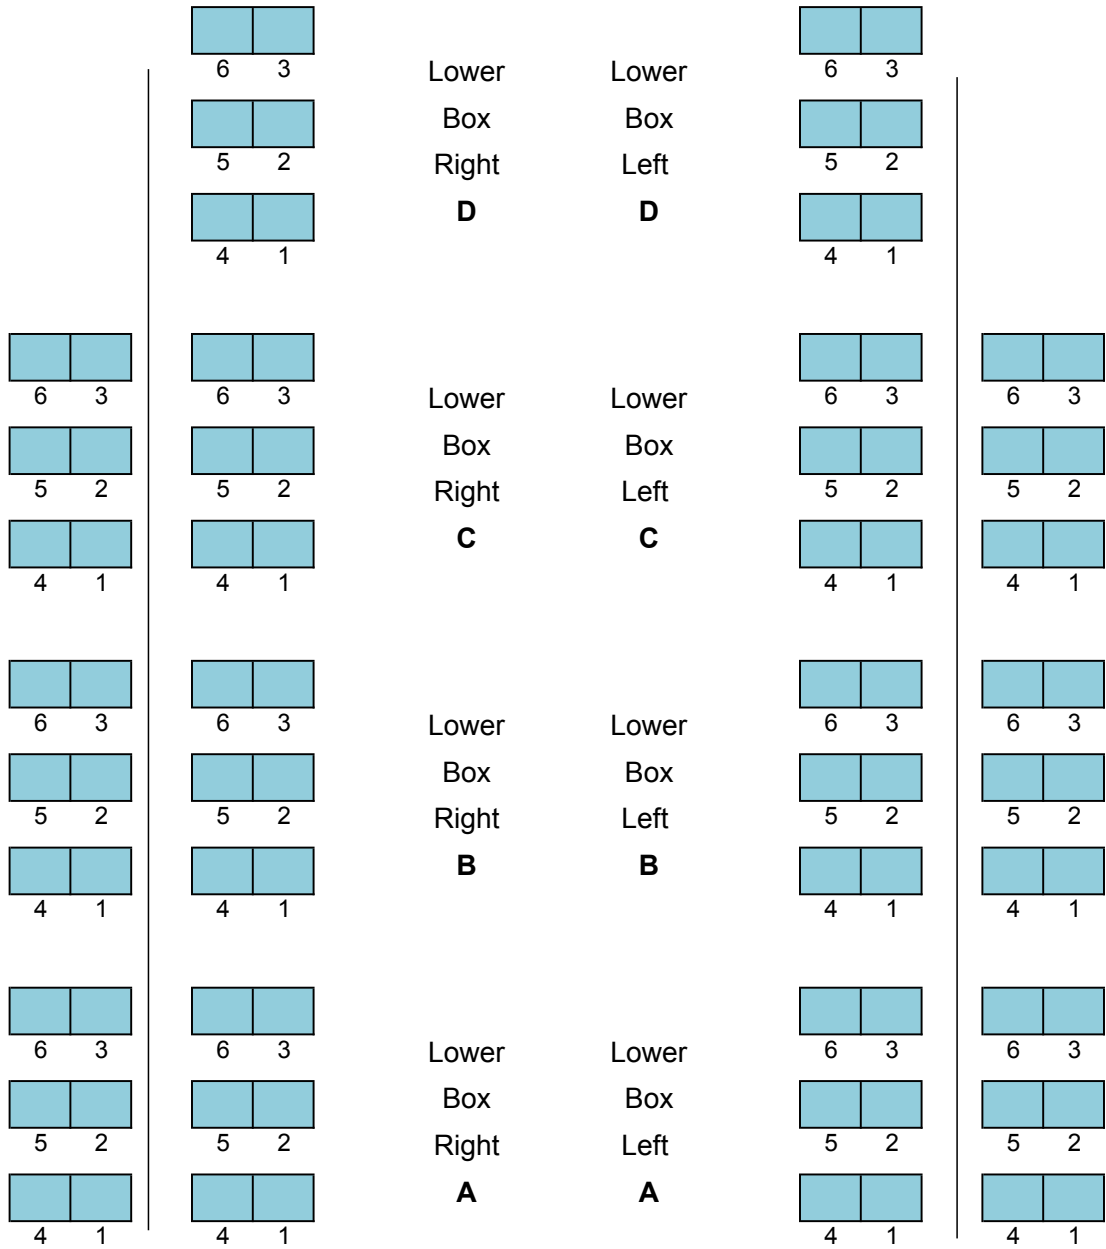 6 3 6 3
Lower Lower
Box Box
5 2 5 2
Right Left
D D
4 1 4 1
6 3 6 3 6 3 6 3
Lower Lower
Box Box
5 2 5 2 5 2 5 2
Right Left
C C
4 1 4 1 4 1 4 1
6 3 6 3 6 3 6 3
Lower Lower
Box Box
5 2 5 2 5 2 5 2
Right Left
B B
4 1 4 1 4 1 4 1
6 3 6 3 6 3 6 3
Lower Lower
Box Box
5 2 5 2 5 2 5 2
Right Left
A A
4 1 4 1 4 1 4 1